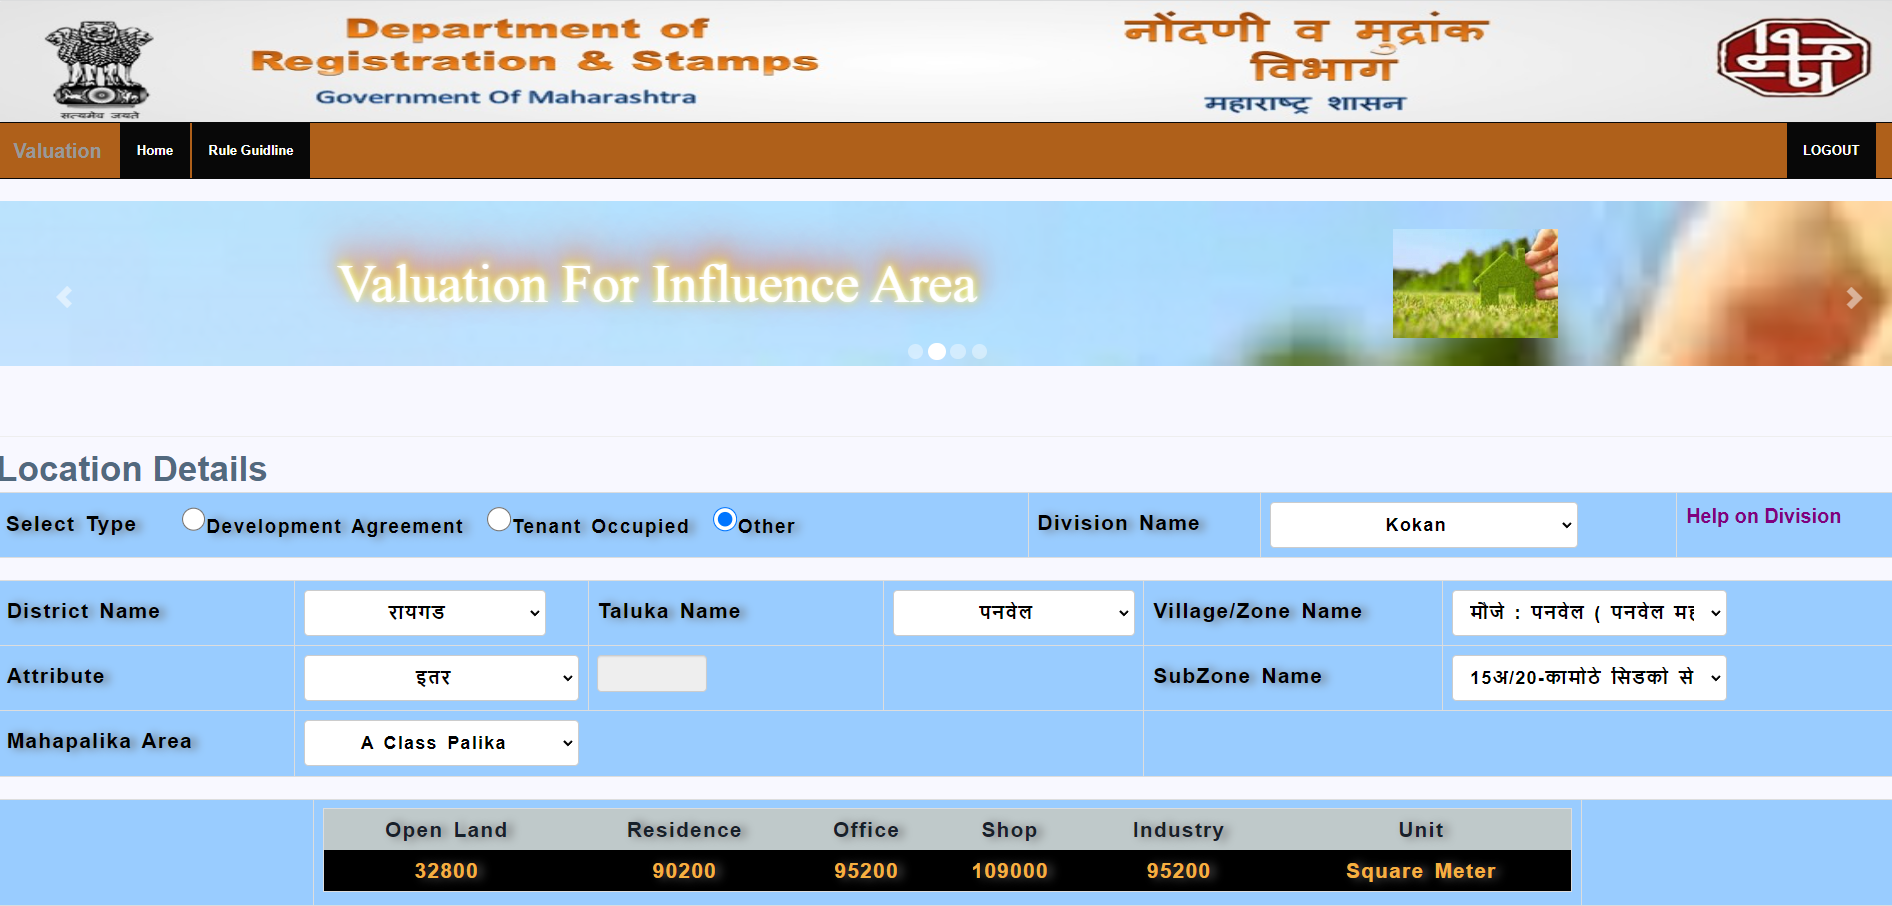 Department of
Registration & Stamps
Government Of Maharashtra
नोंदणी व मुद्रांक
विभाग
महाराष्ट्र शासन
सत्यमेव जयते
Valuation Home Rule Guidline LOGOUT
Valuation For Influence Area
Location Details
Select Type Development Agreement Tenant Occupied Other Division Name Kokan Help on Division
District Name रायगड Taluka Name पनवेल Village/Zone Name मौजे : पनवेल ( पनवेल मह
Attribute इतर SubZone Name 15अ/20-कामोठे सिडको से
Mahapalika Area A Class Palika
Open Land Residence Office Shop Industry Unit
32800 90200 95200 109000 95200 Square Meter